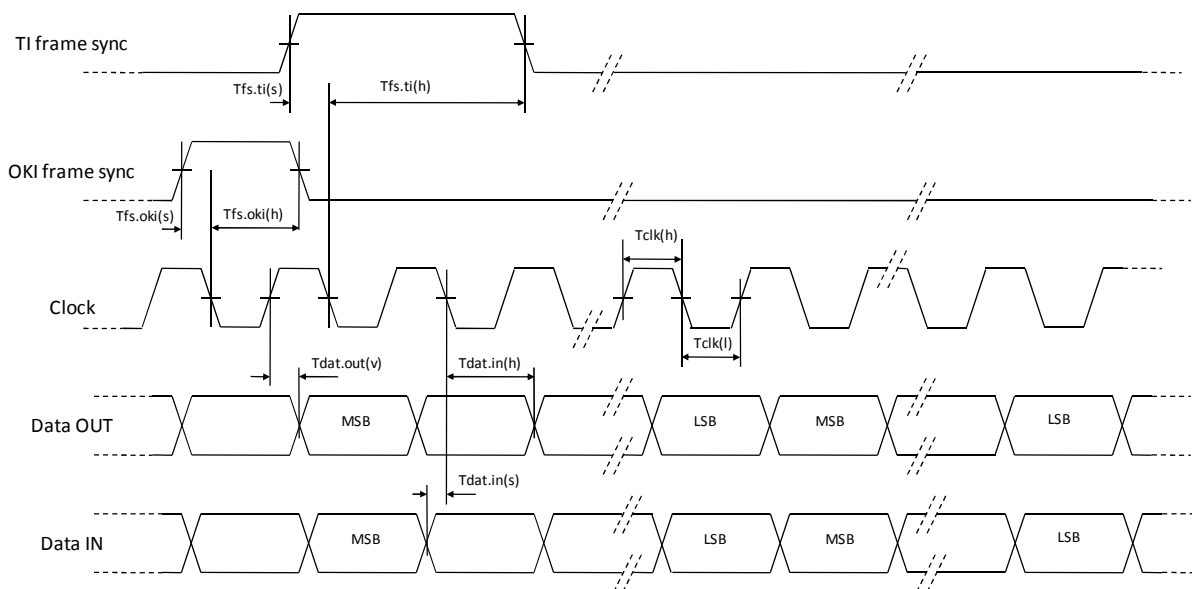 TI frame sync
Tfs.ti(s)
Tfs.ti(h)
OKI frame sync
Tfs.oki(s)
Tfs.oki(h)
Tclk(h)
Clock
Tclk(l)
Tdat.out(v)
Tdat.in(h)
Data OUT
MSB
LSB
MSB
LSB
Tdat.in(s)
Data IN
MSB
LSB
MSB
LSB